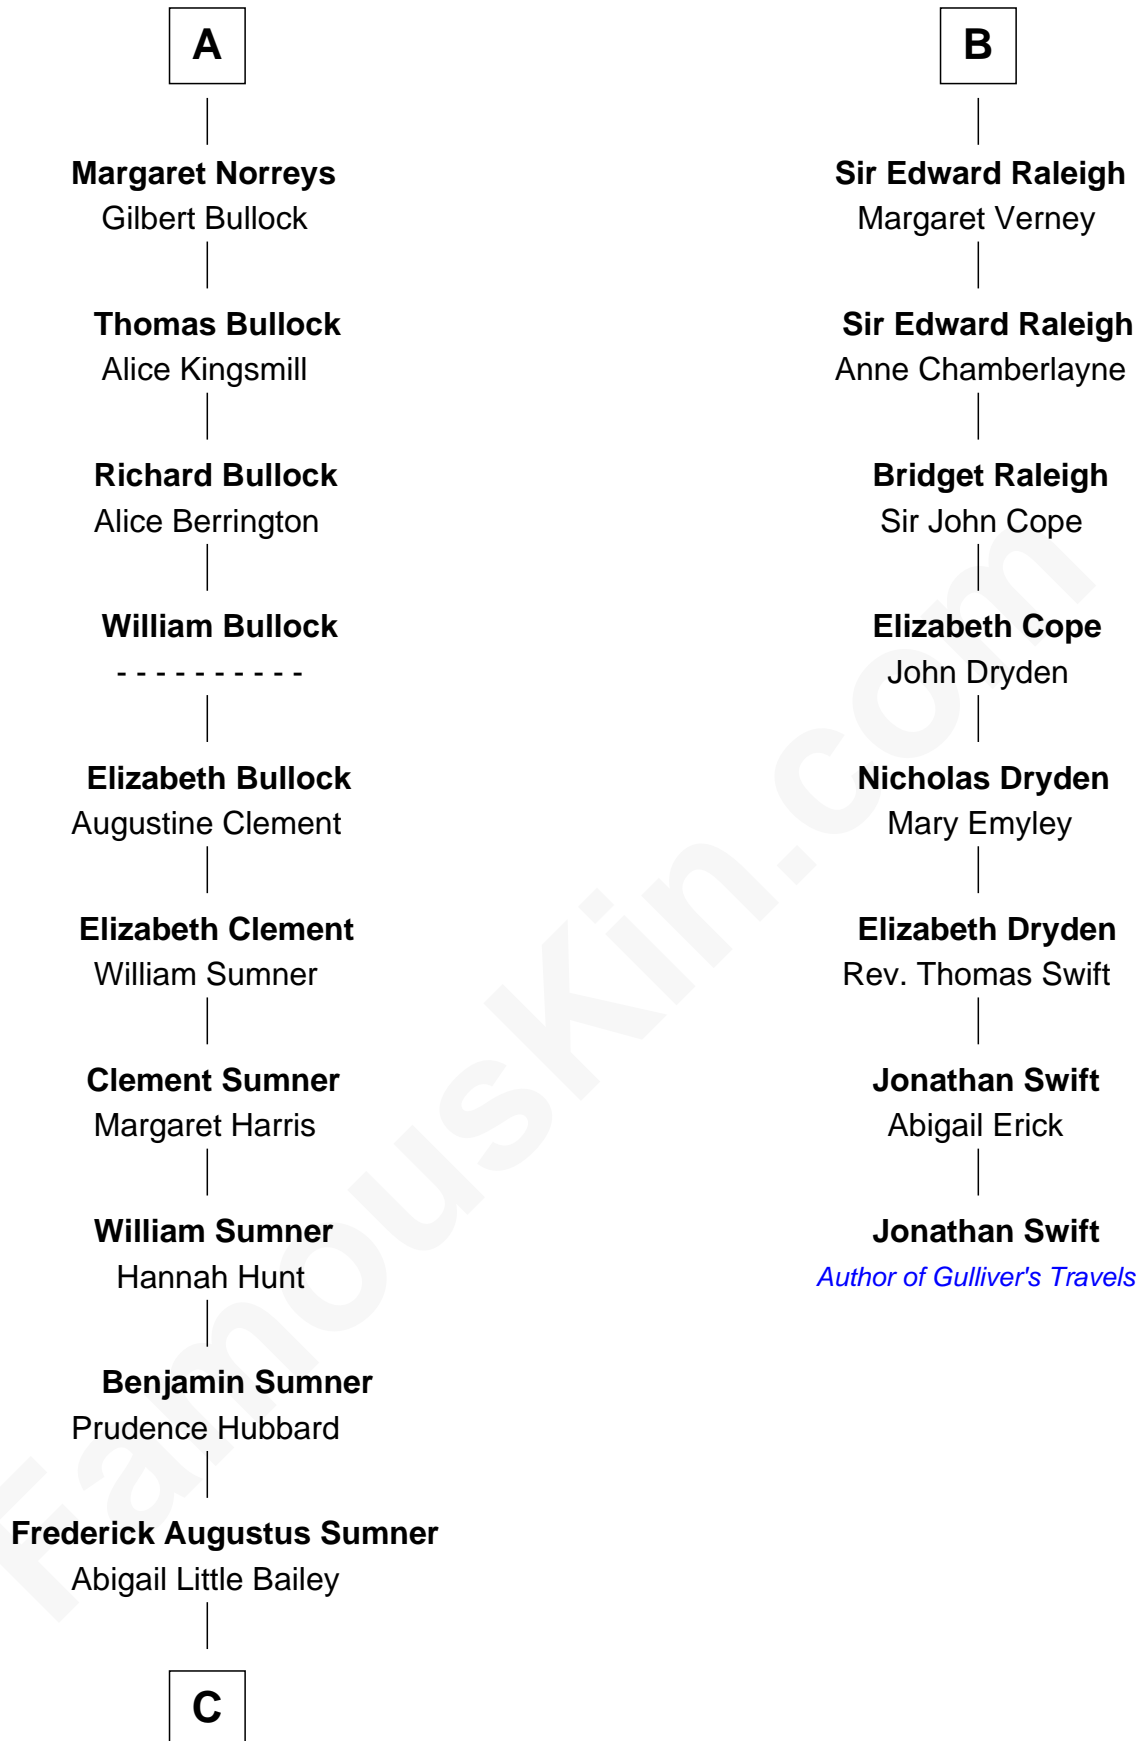 A
Margaret Norreys
Gilbert Bullock
Thomas Bullock
Alice Kingsmill
Richard Bullock
Alice Berrington
William Bullock
- - - - - - - - - -
Elizabeth Bullock
Augustine Clement
Elizabeth Clement
William Sumner
Clement Sumner
Margaret Harris
William Sumner
Hannah Hunt
Benjamin Sumner
Prudence Hubbard
Frederick Augustus Sumner
Abigail Little Bailey
C
B
Sir Edward Raleigh
Margaret Verney
Sir Edward Raleigh
Anne Chamberlayne
Bridget Raleigh
Sir John Cope
Elizabeth Cope
John Dryden
Nicholas Dryden
Mary Emyley
Elizabeth Dryden
Rev. Thomas Swift
Jonathan Swift
Abigail Erick
Jonathan Swift
Author of Gulliver's Travels
FamousKin.com